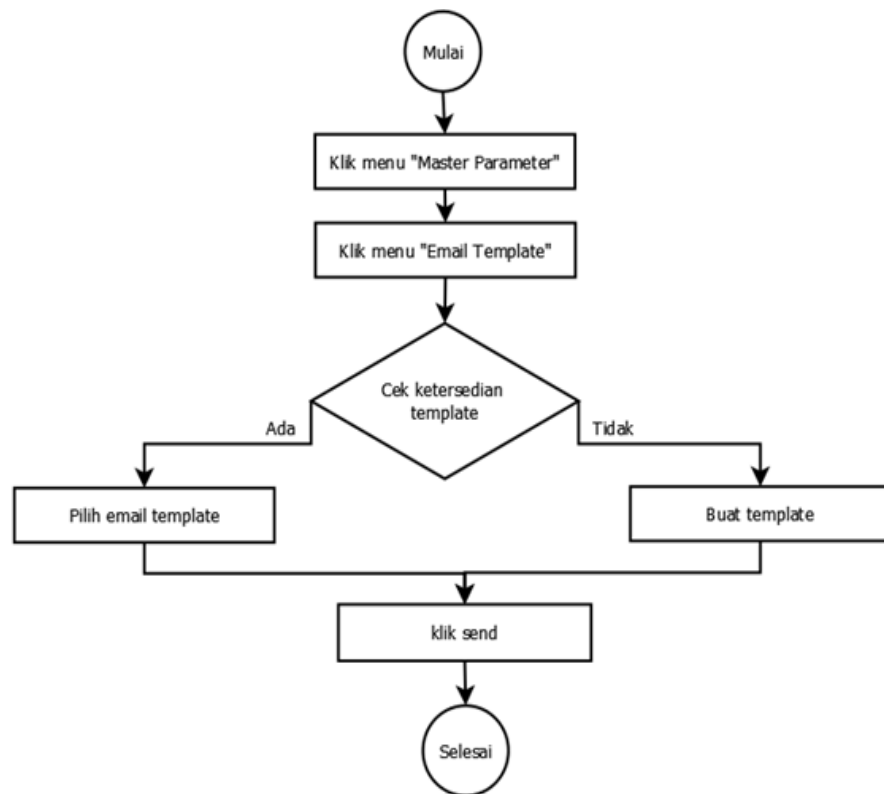 Mulai
Klik menu "Master Parameter"
Klik menu "Email Template"
Cek ketersedian
template
Ada
Tidak
Pilih email template
Buat template
klik send
Selesai